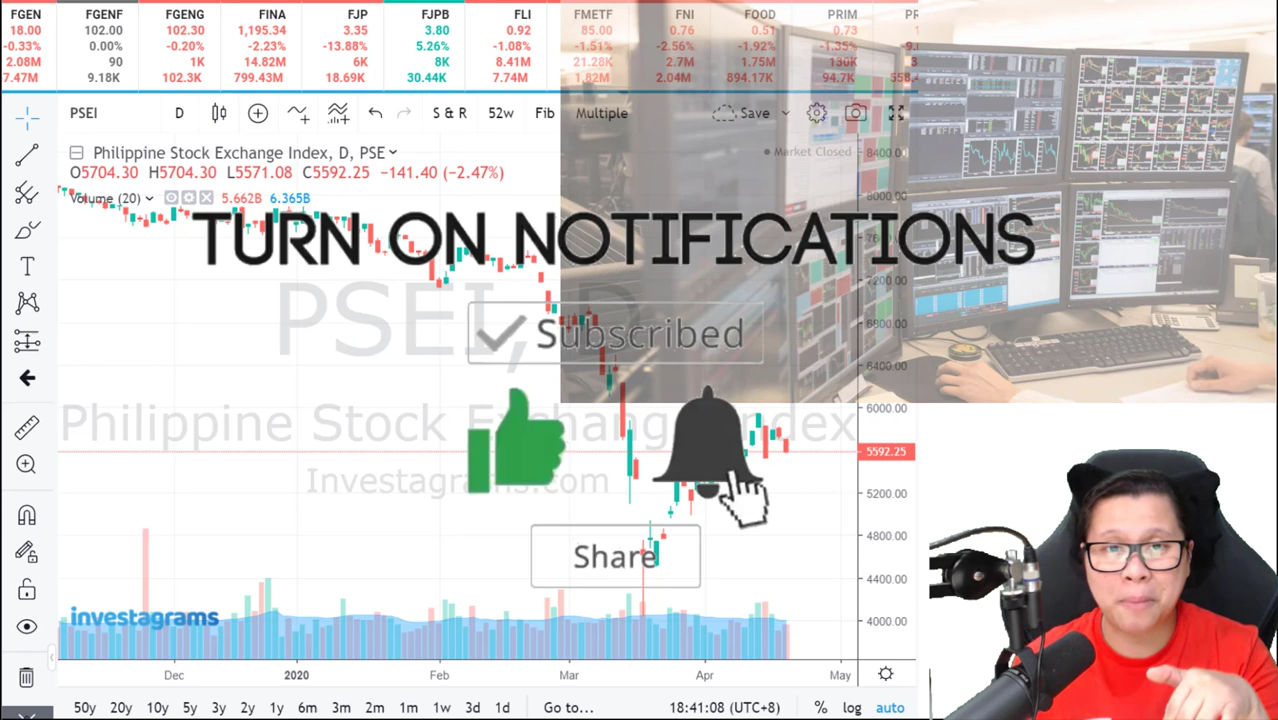 FGEN FGENF FGENG FINA FJP FJPB FLI FMETF FNI FOOD PRIM PR
18.00 102.00 102.30 1,195.34 3.35 3.80 0.92 85.00 0.76 0.51 0.73
-0.33% 0.00% -0.20% -2.23% -13.88% 5.26% -1.08% -1.51% -2.56% -1.92% -1.35%
2.08M 90 1K 14.82M 6K 8K 8.41M 21.28K 2.7M 1.75M 130K
7.47M 9.18K 102.3K 799.43M 18.69K 30.44K 7.74M 1.82M 2.04M 894.17K 94.7K
PSEI D S & R 52w Fib Multiple Save
Philippine Stock Exchange Index, D, PSE Market Closed
O5704.30 H5704.30 L5571.08 C5592.25 −141.40 (−2.47%)
Volume (20) 5.662B 6.365B
TURN ON NOTIFICATIONS
PSEI, D
Subscribed
Philippine Stock Exchange Index
Investagrams.com
Share
investagrams
8400.00
8000.00
7200.00
6800.00
6400.00
6000.00
5592.25
5200.00
4800.00
4400.00
4000.00
Dec 2020 Feb Mar Apr May
50y 20y 10y 5y 3y 2y 1y 6m 3m 2m 1m 1w 3d 1d Go to... 18:41:08 (UTC+8) % log auto